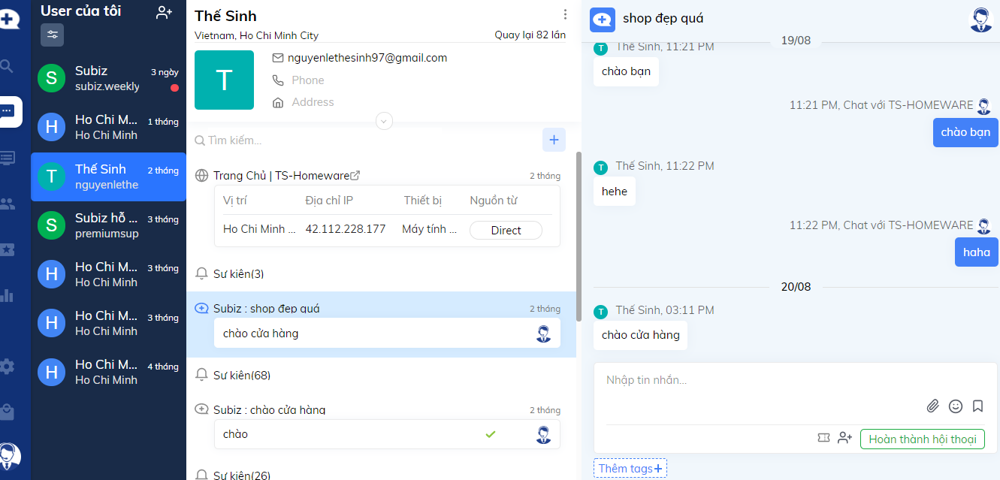 User của tôi
S
Subiz
3 ngày
subiz.weekly
H
Ho Chi M...
1 tháng
Ho Chi Minh
T
Thế Sinh
2 tháng
nguyenlethe
S
Subiz hỗ ...
3 tháng
premiumsup
H
Ho Chi M...
3 tháng
Ho Chi Minh
H
Ho Chi M...
3 tháng
Ho Chi Minh
H
Ho Chi M...
4 tháng
Ho Chi Minh
Thế Sinh
Vietnam, Ho Chi Minh City
Quay lại 82 lần
T
nguyenlethesinh97@gmail.com
Phone
Address
Tìm kiếm...
Trang Chủ | TS-Homeware
2 tháng
Vị trí Địa chỉ IP Thiết bị Nguồn từ
Ho Chi Minh ... 42.112.228.177 Máy tính ... Direct
Sự kiện(3)
Subiz : shop đẹp quá
2 tháng
chào cửa hàng
Sự kiện(68)
Subiz : chào cửa hàng
2 tháng
chào
Sự kiện(26)
shop đẹp quá
19/08
T
Thế Sinh, 11:21 PM
chào bạn
11:21 PM, Chat với TS-HOMEWARE
chào bạn
T
Thế Sinh, 11:22 PM
hehe
11:22 PM, Chat với TS-HOMEWARE
haha
20/08
T
Thế Sinh, 03:11 PM
chào cửa hàng
Nhập tin nhắn...
Hoàn thành hội thoại
Thêm tags+